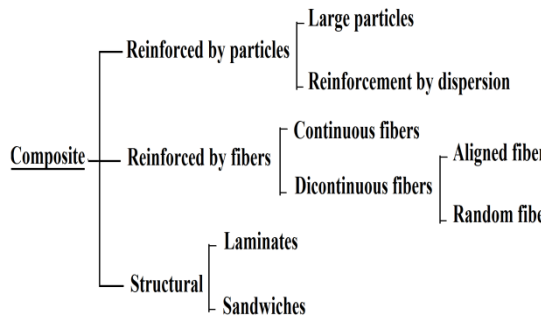 Large particles
Reinforced by particles
Reinforcement by dispersion
Continuous fibers
Composite
Reinforced by fibers
Aligned fiber
Dicontinuous fibers
Random fibe
Laminates
Structural
Sandwiches